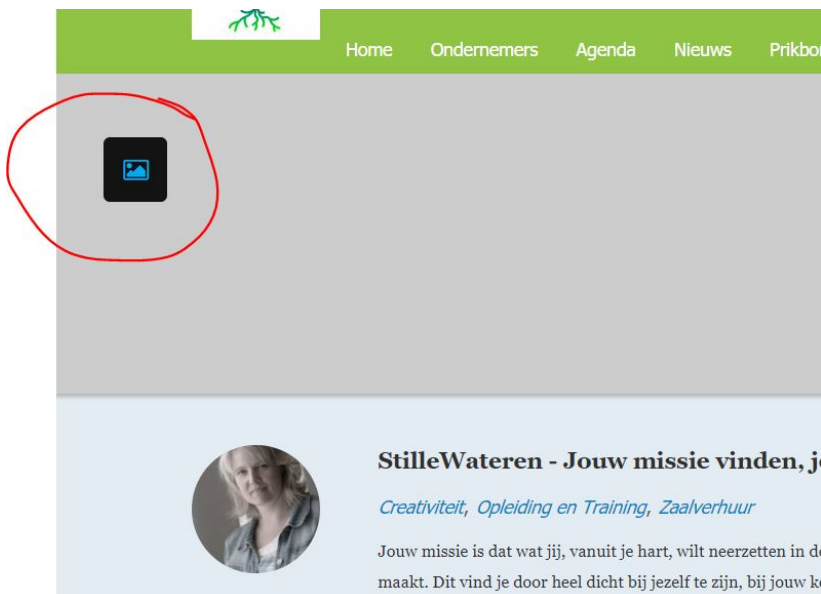 Home Ondernemers Agenda Nieuws Prikbor
StilleWateren - Jouw missie vinden, j
Creativiteit, Opleiding en Training, Zaalverhuur
Jouw missie is dat wat jij, vanuit je hart, wilt neerzetten in d
maakt. Dit vind je door heel dicht bij jezelf te zijn, bij jouw k